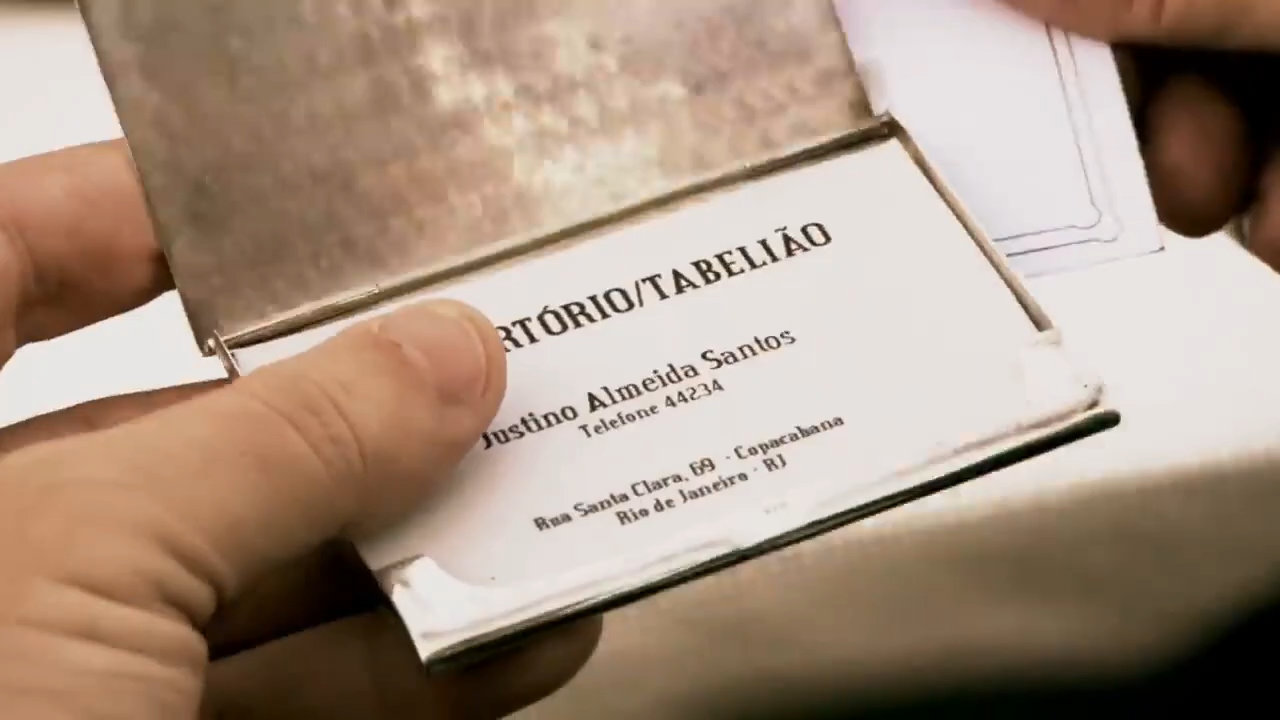 RTÓRIO/TABELIÃO
Justino Almeida Santos
Telefone 44234
Rua Santa Clara, 69 - Copacabana
Rio de Janeiro - RJ